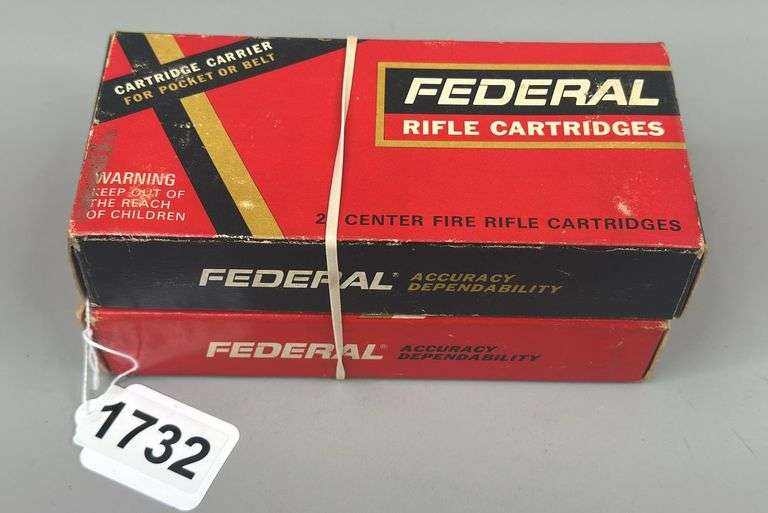 CARTRIDGE CARRIER
FOR POCKET OR BELT
FEDERAL
RIFLE CARTRIDGES
WARNING
KEEP OUT OF
THE REACH
OF CHILDREN
CENTER FIRE RIFLE CARTRIDGES
FEDERAL® ACCURACY
DEPENDABILITY
FEDERAL® ACCURACY
DEPENDABILITY
1732